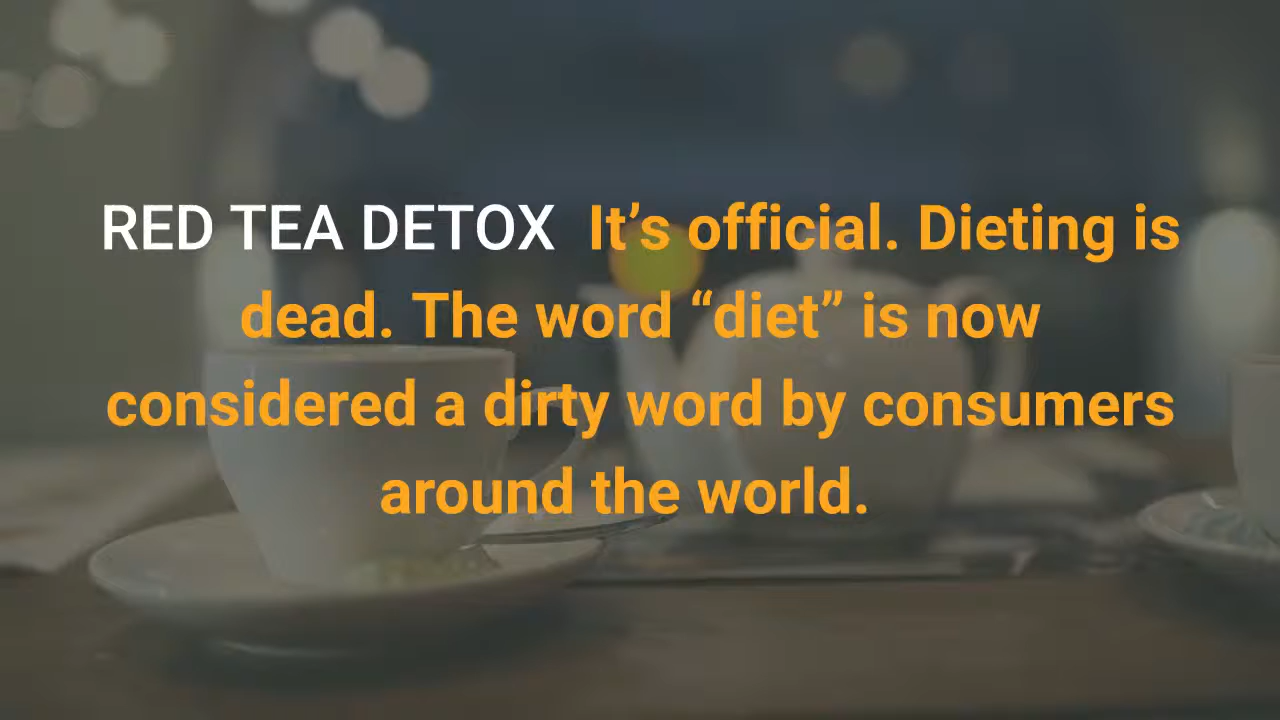 RED TEA DETOX It’s official. Dieting is
dead. The word “diet” is now
considered a dirty word by consumers
around the world.